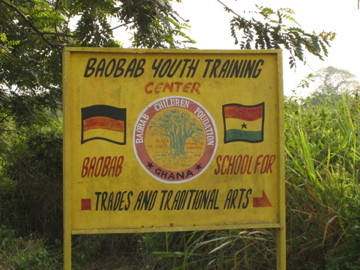 BAOBAB YOUTH TRAINING
CENTER
BAOBAB CHILDREN FOUNDATION
GHANA
BAOBAB SCHOOL FOR
TRADES AND TRADITIONAL ARTS